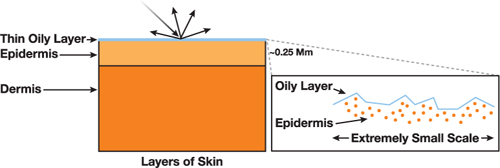 Thin Oily Layer
Epidermis
Dermis
~0.25 Mm
Oily Layer
Epidermis
Extremely Small Scale
Layers of Skin